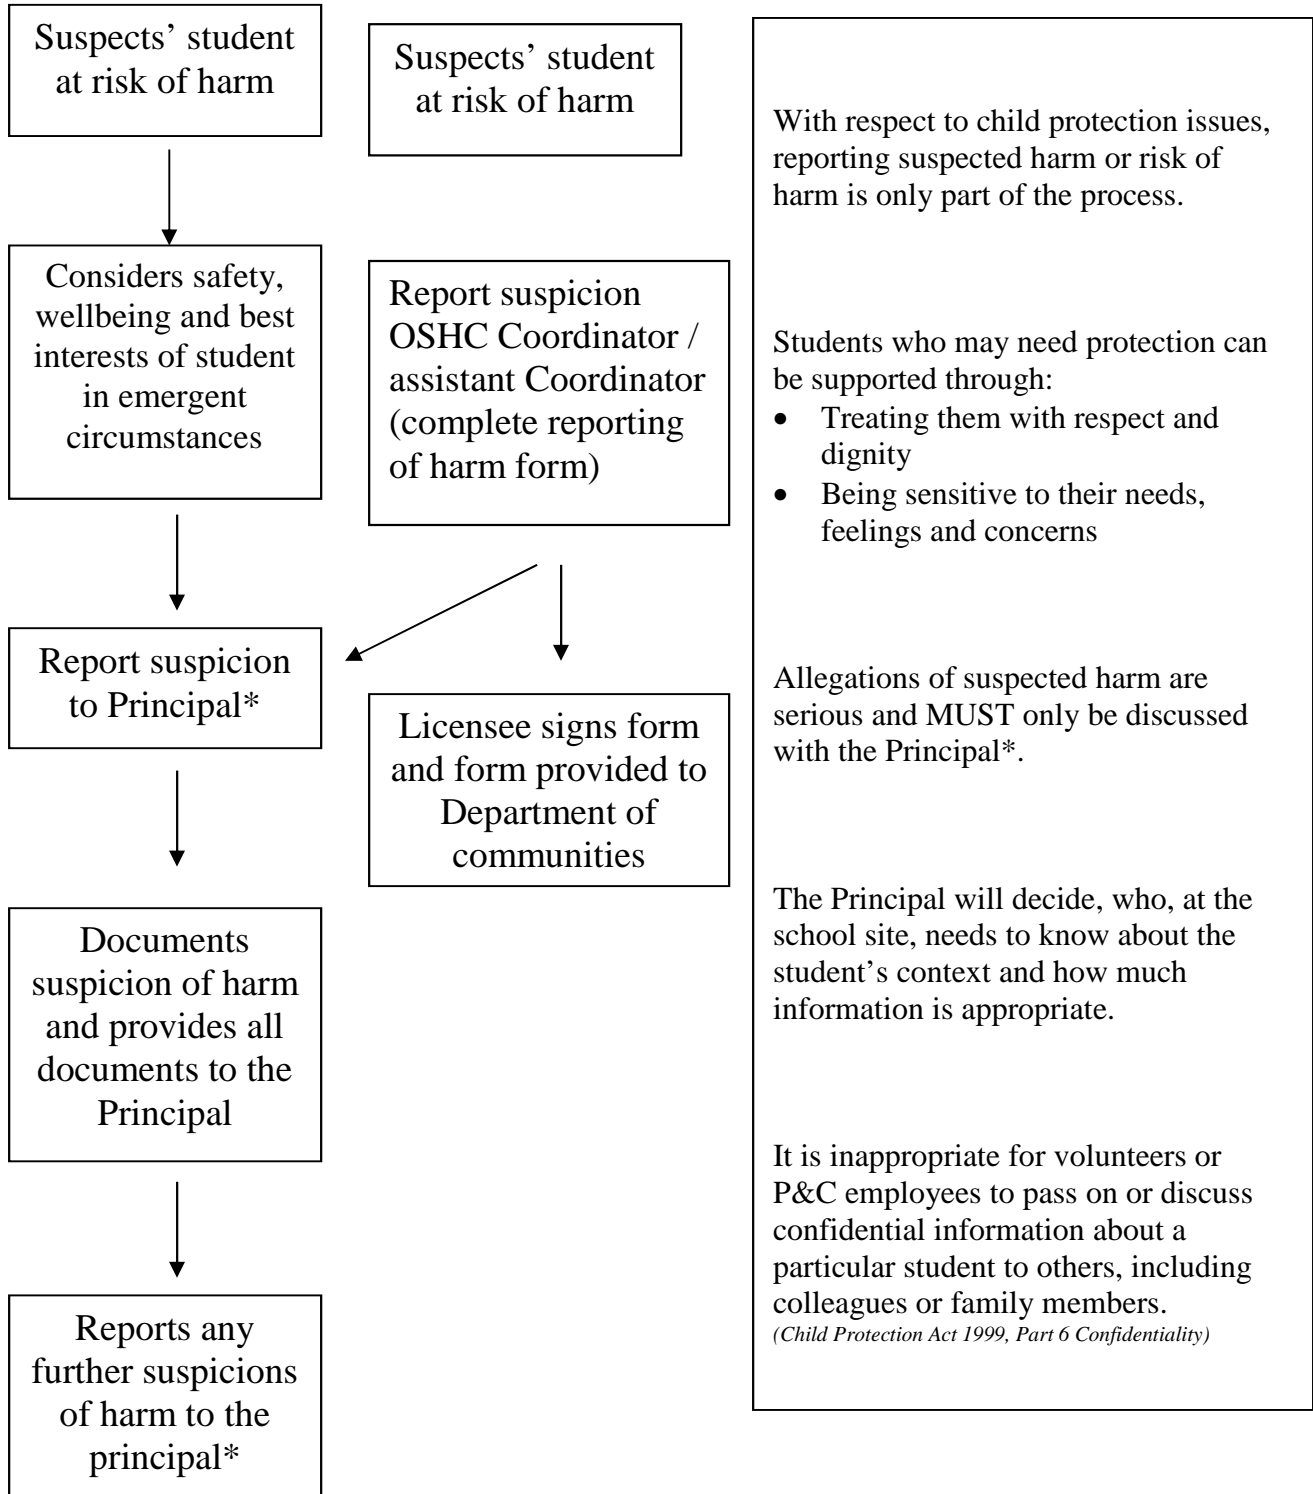 Suspects’ student
at risk of harm
Considers safety,
wellbeing and best
interests of student
in emergent
circumstances
Report suspicion
to Principal*
Documents
suspicion of harm
and provides all
documents to the
Principal
Reports any
further suspicions
of harm to the
principal*
Suspects’ student
at risk of harm
Report suspicion
OSHC Coordinator /
assistant Coordinator
(complete reporting
of harm form)
Licensee signs form
and form provided to
Department of
communities
With respect to child protection issues,
reporting suspected harm or risk of
harm is only part of the process.
Students who may need protection can
be supported through:
• Treating them with respect and
dignity
• Being sensitive to their needs,
feelings and concerns
Allegations of suspected harm are
serious and MUST only be discussed
with the Principal*.
The Principal will decide, who, at the
school site, needs to know about the
student’s context and how much
information is appropriate.
It is inappropriate for volunteers or
P&C employees to pass on or discuss
confidential information about a
particular student to others, including
colleagues or family members.
(Child Protection Act 1999, Part 6 Confidentiality)